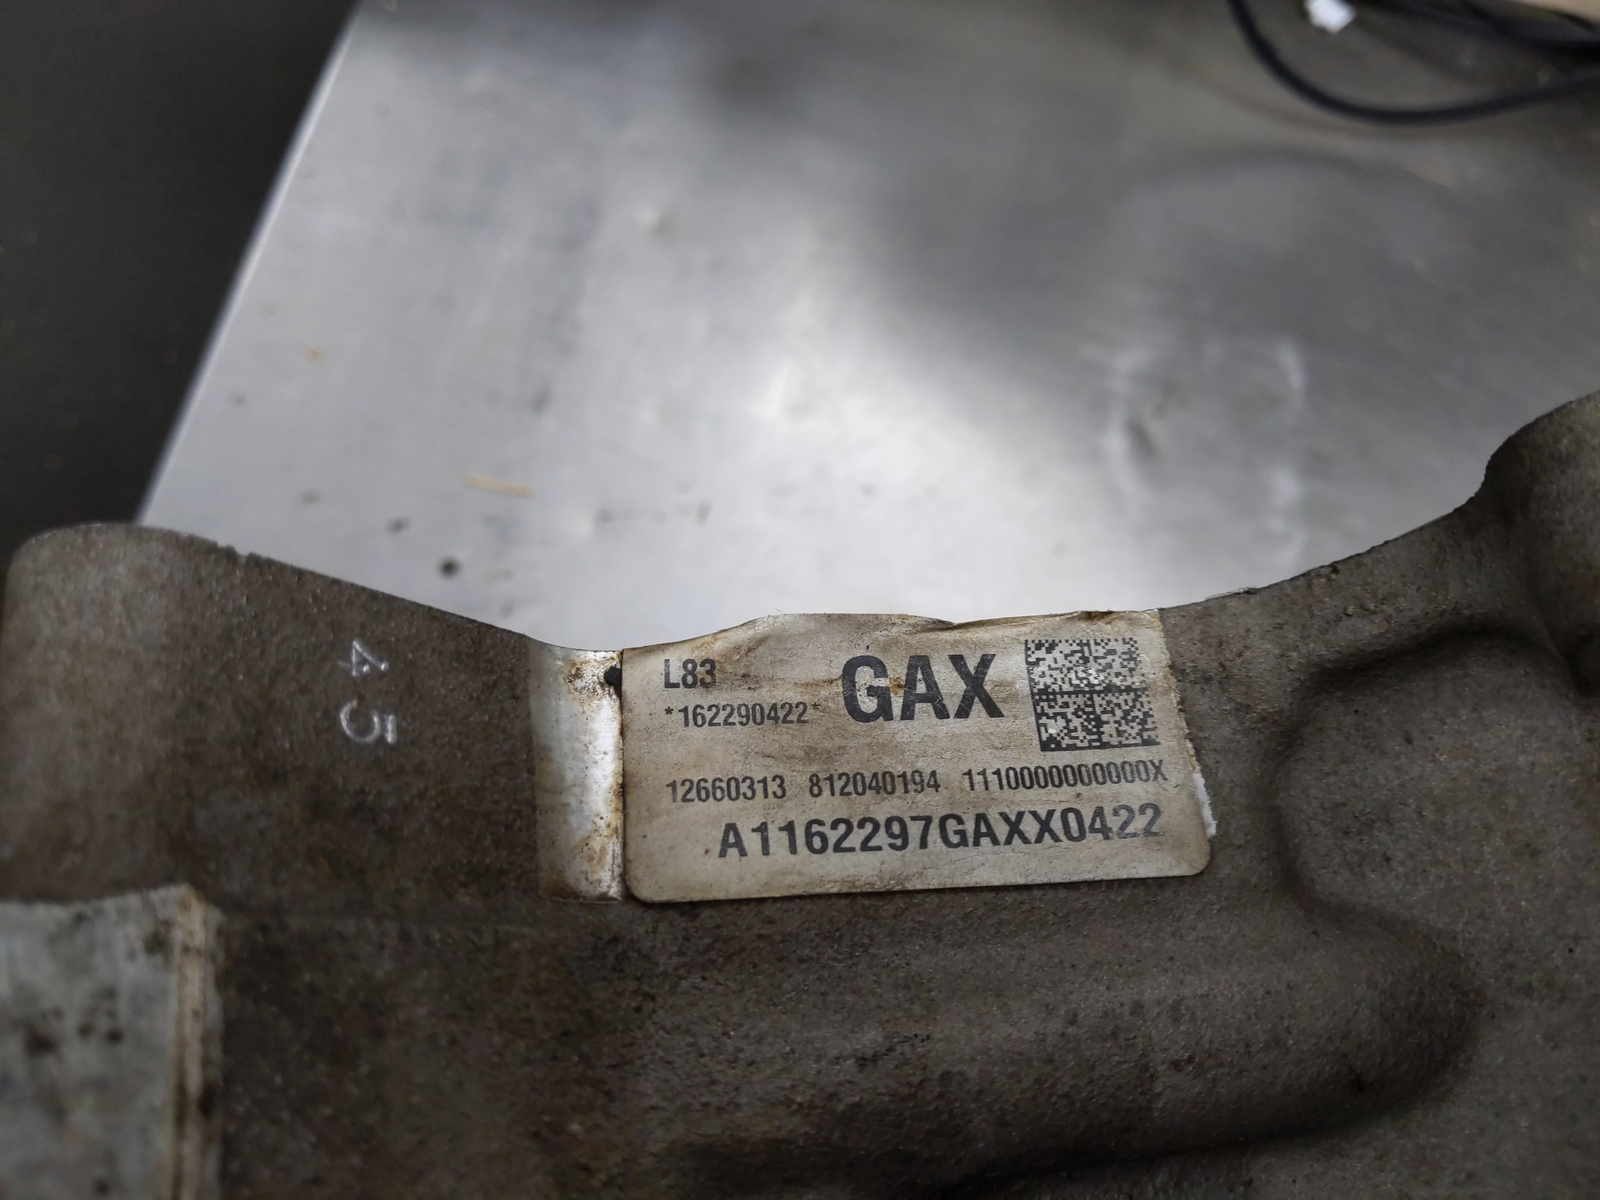 45
L83
GAX
*162290422*
12660313 812040194 1110000000000X
A1162297GAXX0422